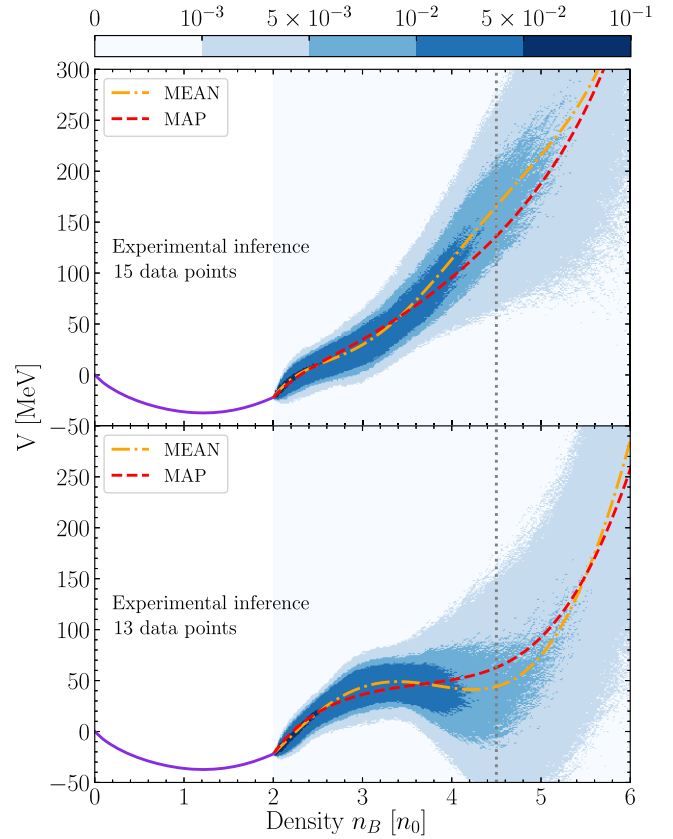 0 10⁻³ 5 × 10⁻³ 10⁻² 5 × 10⁻² 10⁻¹
300
MEAN
MAP
250
200
150
Experimental inference
15 data points
100
50
0
−50
V [MeV]
MEAN
MAP
250
200
150
Experimental inference
13 data points
100
50
0
−50
0 1 2 3 4 5 6
Density n_B [n_0]